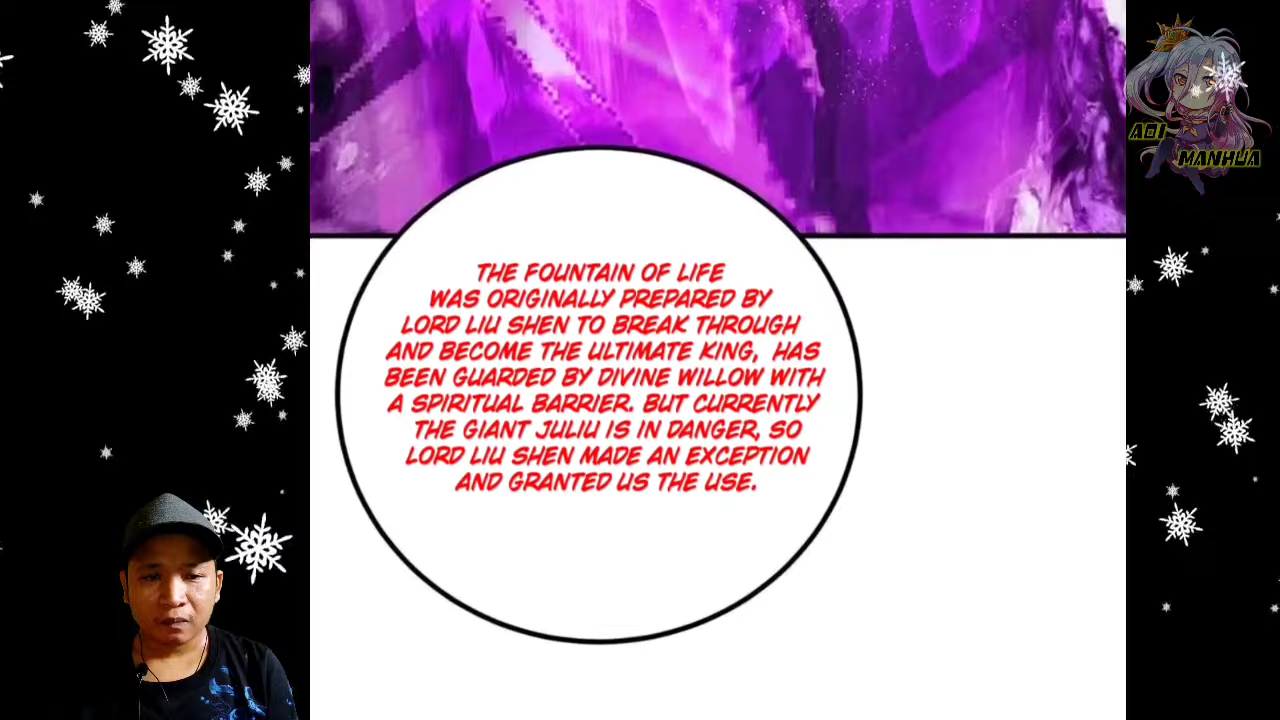 AOI
MANHUA
THE FOUNTAIN OF LIFE
WAS ORIGINALLY PREPARED BY
LORD LIU SHEN TO BREAK THROUGH
AND BECOME THE ULTIMATE KING, HAS
BEEN GUARDED BY DIVINE WILLOW WITH
A SPIRITUAL BARRIER. BUT CURRENTLY
THE GIANT JULIU IS IN DANGER, SO
LORD LIU SHEN MADE AN EXCEPTION
AND GRANTED US THE USE.